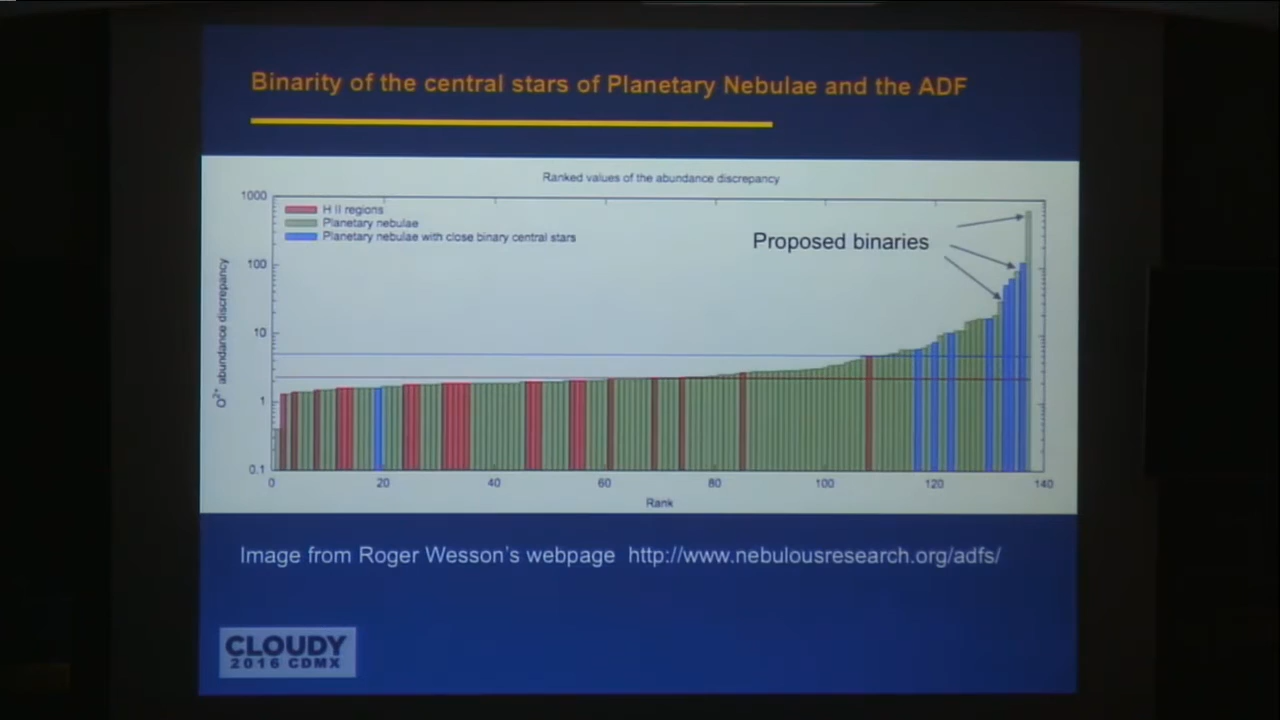 Binarity of the central stars of Planetary Nebulae and the ADF
Ranked values of the abundance discrepancy
1000
100
10
1
0.1
O2+ abundance discrepancy
H II regions
Planetary nebulae
Planetary nebulae with close binary central stars
Proposed binaries
0 20 40 60 80 100 120 140
Rank
Image from Roger Wesson's webpage http://www.nebulousresearch.org/adfs/
CLOUDY
2016 CDMX